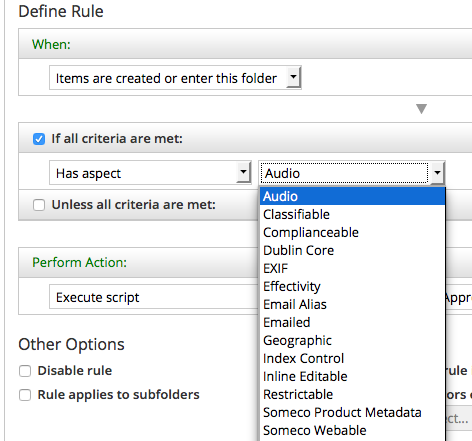 Define Rule
When:
Items are created or enter this folder
If all criteria are met:
Has aspect
Audio
Unless all criteria are met:
Audio
Classifiable
Complianceable
Dublin Core
EXIF
Effectivity
Email Alias
Emailed
Geographic
Index Control
Inline Editable
Restrictable
Someco Product Metadata
Someco Webable
Perform Action:
Execute script
Other Options
Disable rule
rule
Rule applies to subfolders